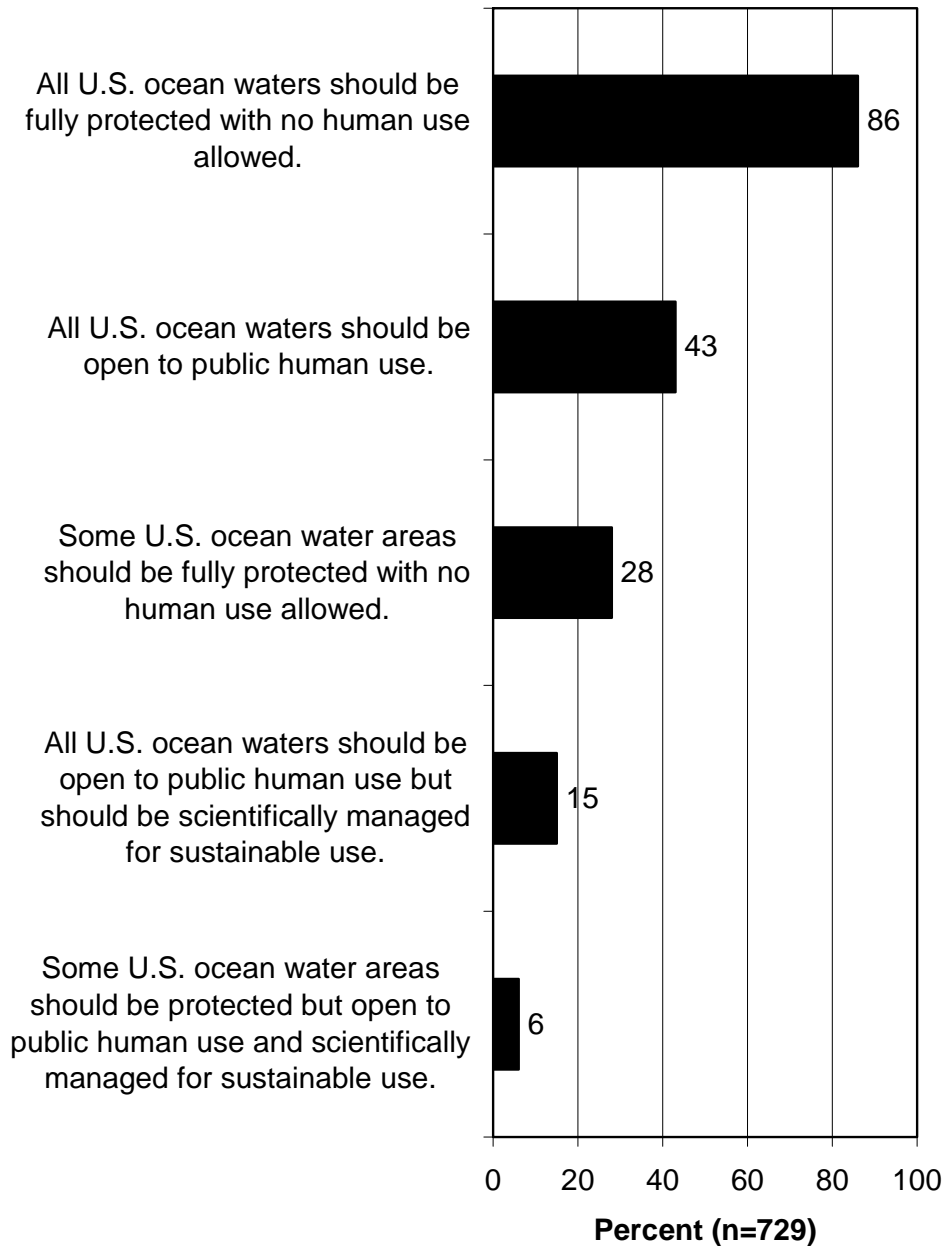 All U.S. ocean waters should be
fully protected with no human use
allowed.
86
All U.S. ocean waters should be
open to public human use.
43
Some U.S. ocean water areas
should be fully protected with no
human use allowed.
28
All U.S. ocean waters should be
open to public human use but
should be scientifically managed
for sustainable use.
15
Some U.S. ocean water areas
should be protected but open to
public human use and scientifically
managed for sustainable use.
6
0 20 40 60 80 100
Percent (n=729)